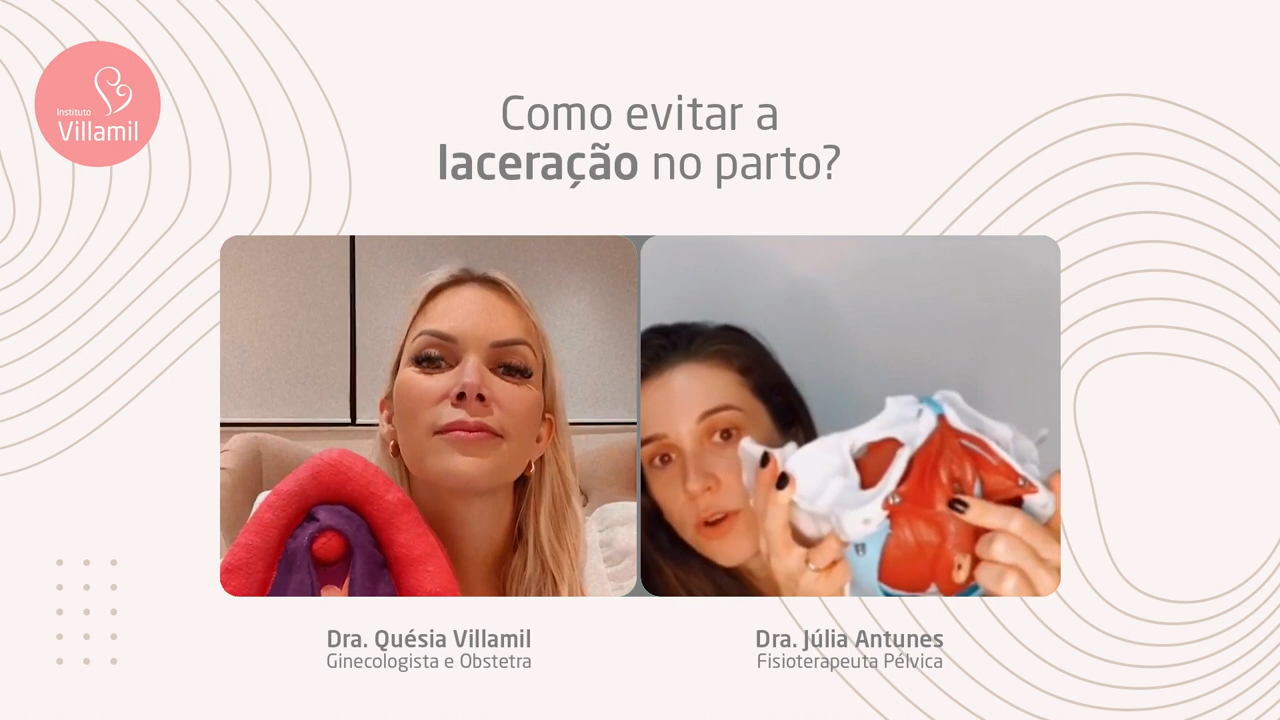 Instituto
Villamil
Como evitar a
laceração no parto?
Dra. Quésia Villamil
Ginecologista e Obstetra
Dra. Júlia Antunes
Fisioterapeuta Pélvica